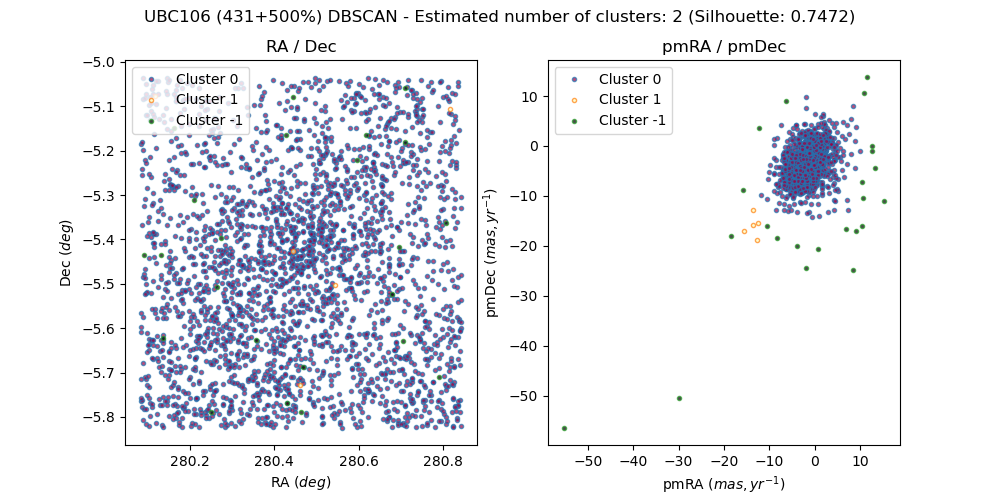 UBC106 (431+500%) DBSCAN - Estimated number of clusters: 2 (Silhouette: 0.7472)
RA / Dec
Cluster 0
Cluster 1
Cluster -1
−5.0
−5.1
−5.2
−5.3
−5.4
−5.5
−5.6
−5.7
−5.8
Dec (deg)
280.2
280.4
280.6
280.8
RA (deg)
pmRA / pmDec
Cluster 0
Cluster 1
Cluster -1
10
0
−10
−20
−30
−40
−50
pmDec (mas, yr⁻¹)
−50
−40
−30
−20
−10
0
10
pmRA (mas, yr⁻¹)